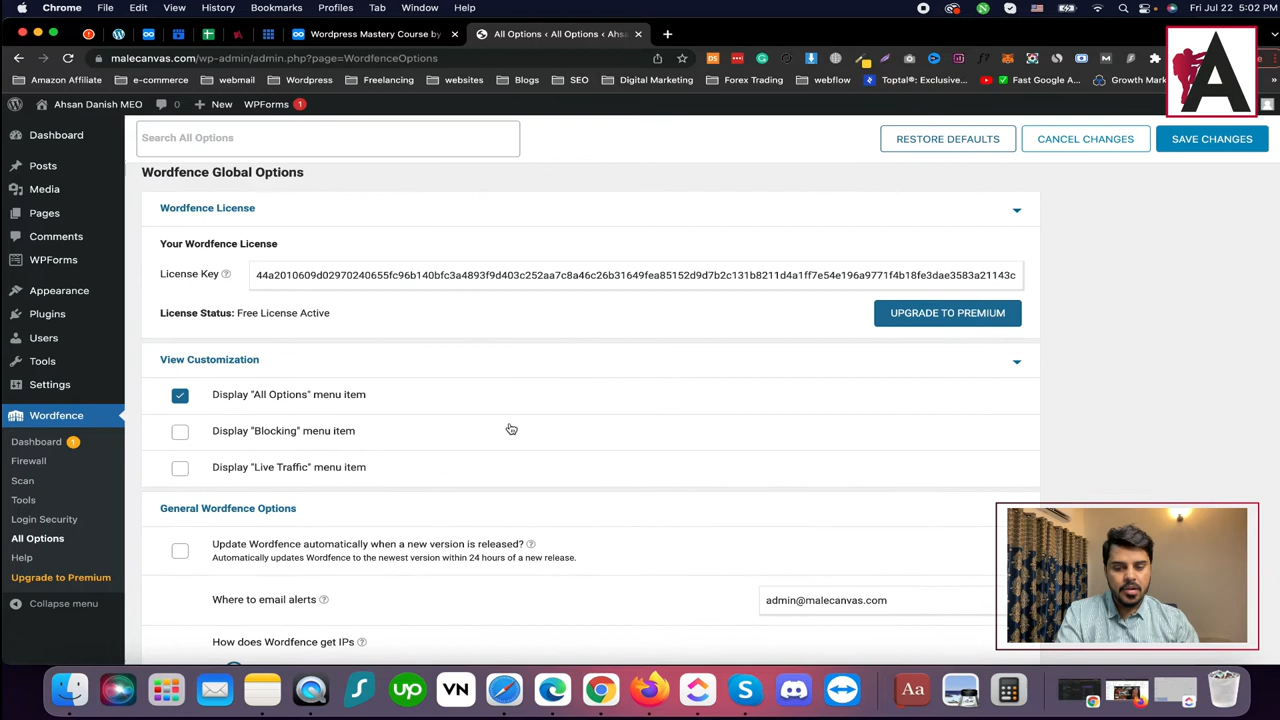 Chrome File Edit View History Bookmarks Profiles Tab Window Help Fri Jul 22 5:02 PM
Wordpress Mastery Course by × All Options < All Options < Ahsa × +
malecanvas.com/wp-admin/admin.php?page=WordfenceOptions
Amazon Affiliate e-commerce webmail Wordpress Freelancing websites Blogs SEO Digital Marketing Forex Trading webflow Toptal®: Exclusive... Fast Google A... Growth Mark
Ahsan Danish MEO 0 + New WPForms 1
A
Dashboard
Posts
Media
Pages
Comments
WPForms
Appearance
Plugins
Users
Tools
Settings
Wordfence
Dashboard 1
Firewall
Scan
Tools
Login Security
All Options
Help
Upgrade to Premium
Collapse menu
Search All Options
RESTORE DEFAULTS CANCEL CHANGES SAVE CHANGES
Wordfence Global Options
Wordfence License
Your Wordfence License
License Key 44a2010609d02970240655fc96b140bfc3a4893f9d403c252aa7c8a46c26b31649fea85152d9d7b2c131b8211d4a1ff7e54e196a9771f4b18fe3dae3583a21143c
License Status: Free License Active
UPGRADE TO PREMIUM
View Customization
Display "All Options" menu item
Display "Blocking" menu item
Display "Live Traffic" menu item
General Wordfence Options
Update Wordfence automatically when a new version is released?
Automatically updates Wordfence to the newest version within 24 hours of a new release.
Where to email alerts admin@malecanvas.com
How does Wordfence get IPs
up VN Aa